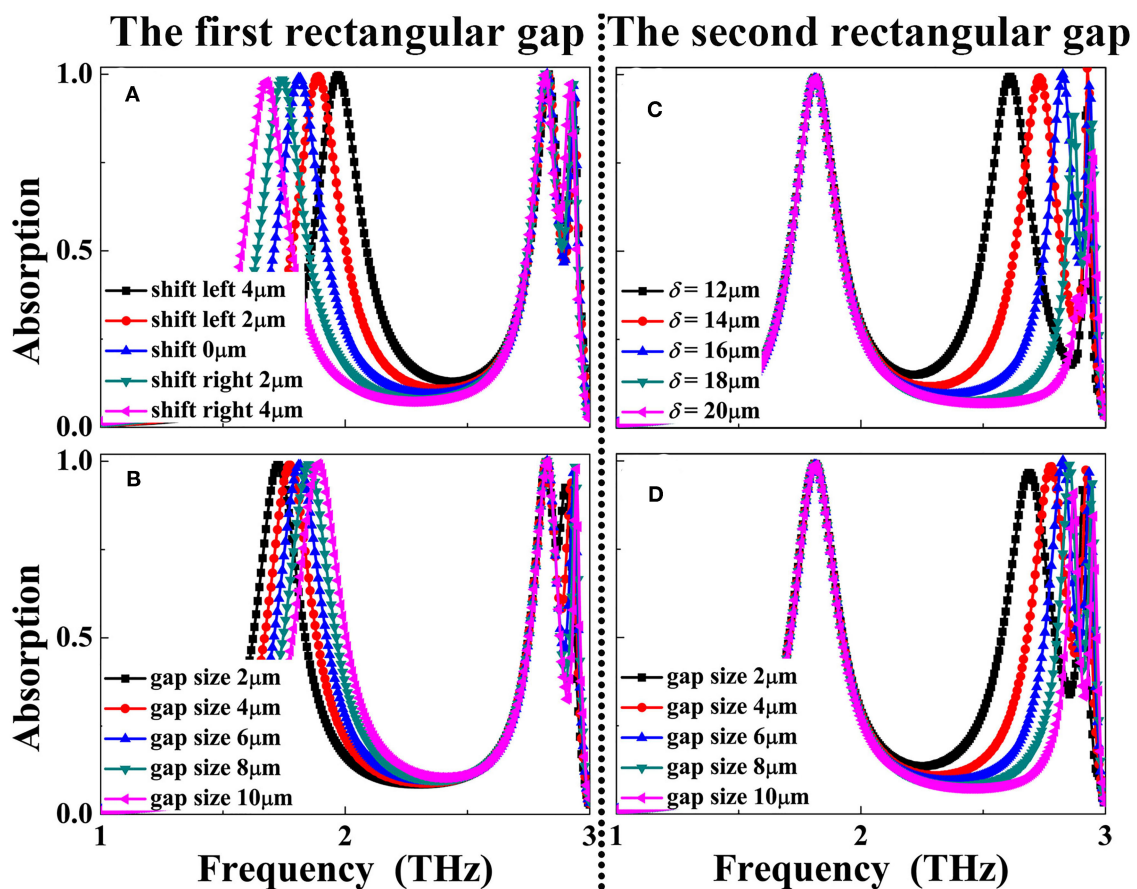 The first rectangular gap
The second rectangular gap
A
1.0
0.5
0.0
Absorption
shift left 4μm
shift left 2μm
shift 0μm
shift right 2μm
shift right 4μm
C
δ = 12μm
δ = 14μm
δ = 16μm
δ = 18μm
δ = 20μm
B
1.0
0.5
0.0
Absorption
gap size 2μm
gap size 4μm
gap size 6μm
gap size 8μm
gap size 10μm
1
2
3
Frequency (THz)
D
gap size 2μm
gap size 4μm
gap size 6μm
gap size 8μm
gap size 10μm
1
2
3
Frequency (THz)